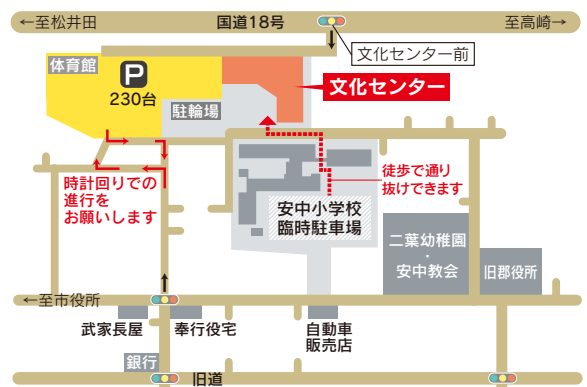 ←至松井田
国道18号
至高崎→
文化センター前
体育館
P
230台
文化センター
駐輪場
時計回りでの
進行を
お願いします
徒歩で通り
抜けできます
安中小学校
臨時駐車場
二葉幼稚園
・
安中教会
旧郡役所
←至市役所
武家長屋
奉行役宅
自動車
販売店
銀行
旧道